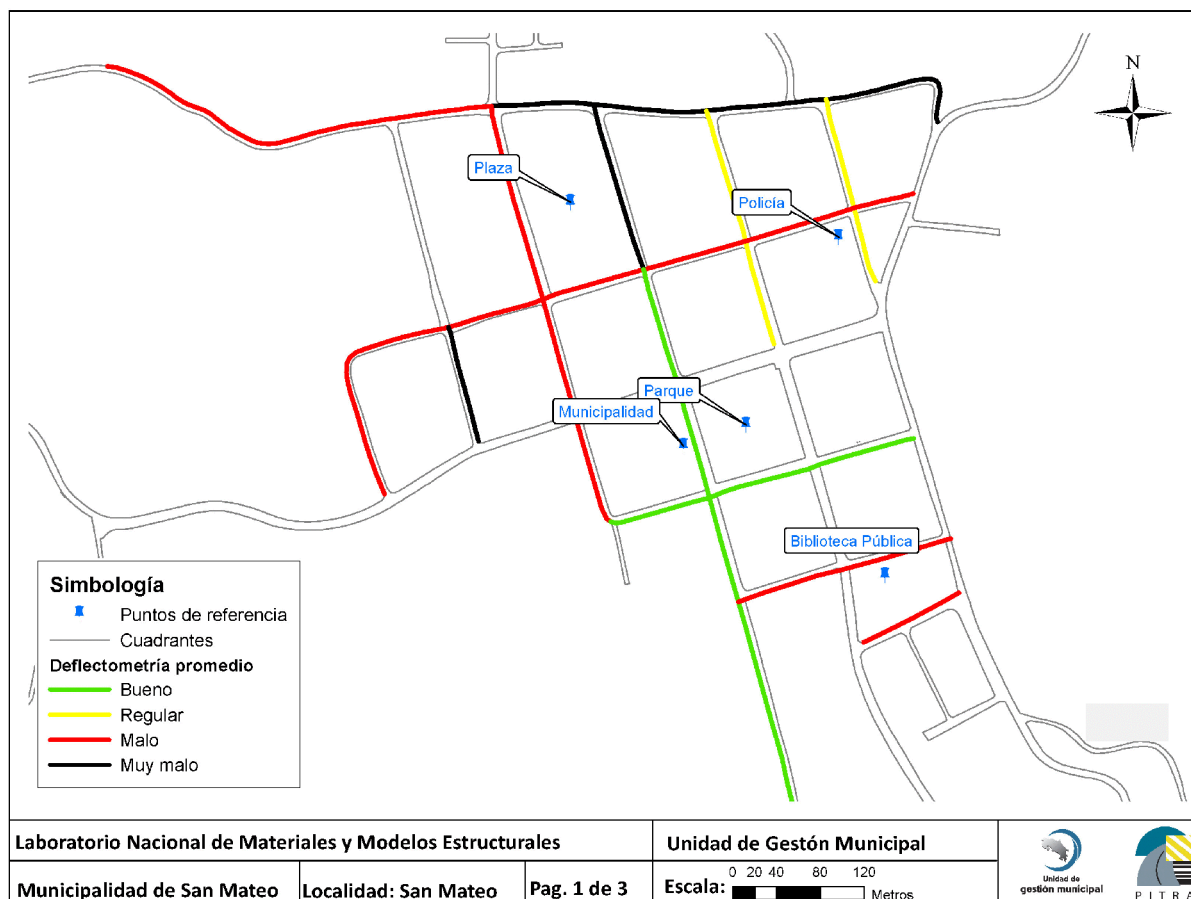 N
Plaza
Policía
Parque
Municipalidad
Biblioteca Pública
Simbología
Puntos de referencia
Cuadrantes
Deflectometría promedio
Bueno
Regular
Malo
Muy malo
Laboratorio Nacional de Materiales y Modelos Estructurales
Unidad de Gestión Municipal
Municipalidad de San Mateo
Localidad: San Mateo
Pag. 1 de 3
Escala:
0 20 40 80 120
Metros
Unidad de
gestión municipal
PITRA